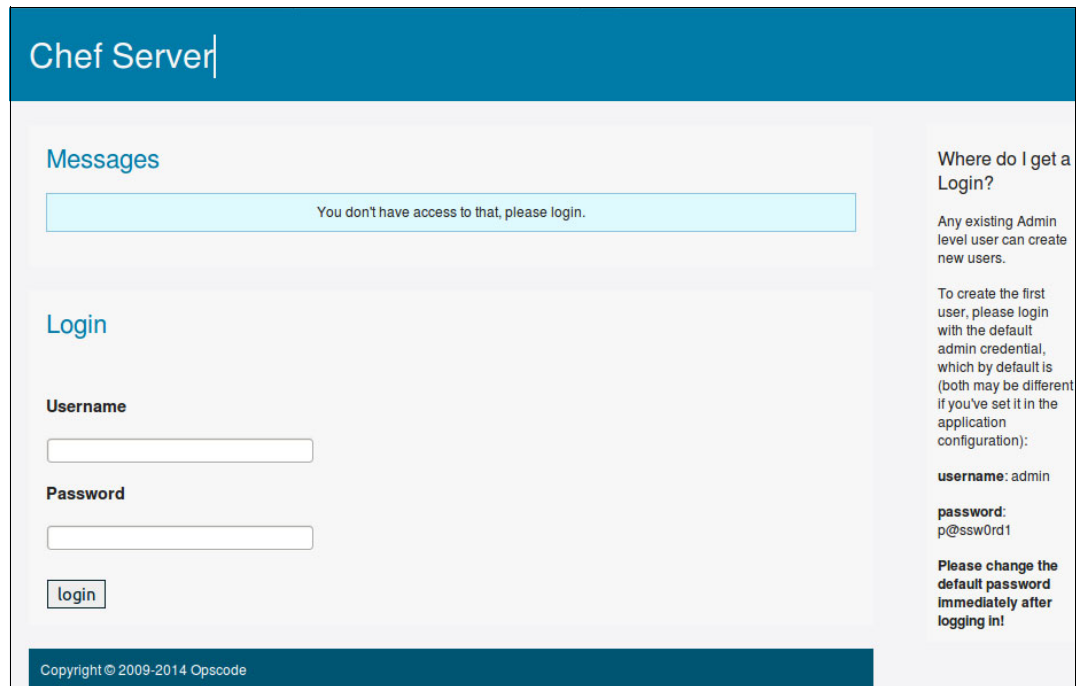 Chef Server
Messages
You don't have access to that, please login.
Login
Username
Password
login
Copyright © 2009-2014 Opscode
Where do I get a
Login?
Any existing Admin
level user can create
new users.
To create the first
user, please login
with the default
admin credential,
which by default is
(both may be different
if you've set it in the
application
configuration):
username: admin
password:
p@ssw0rd1
Please change the
default password
immediately after
logging in!